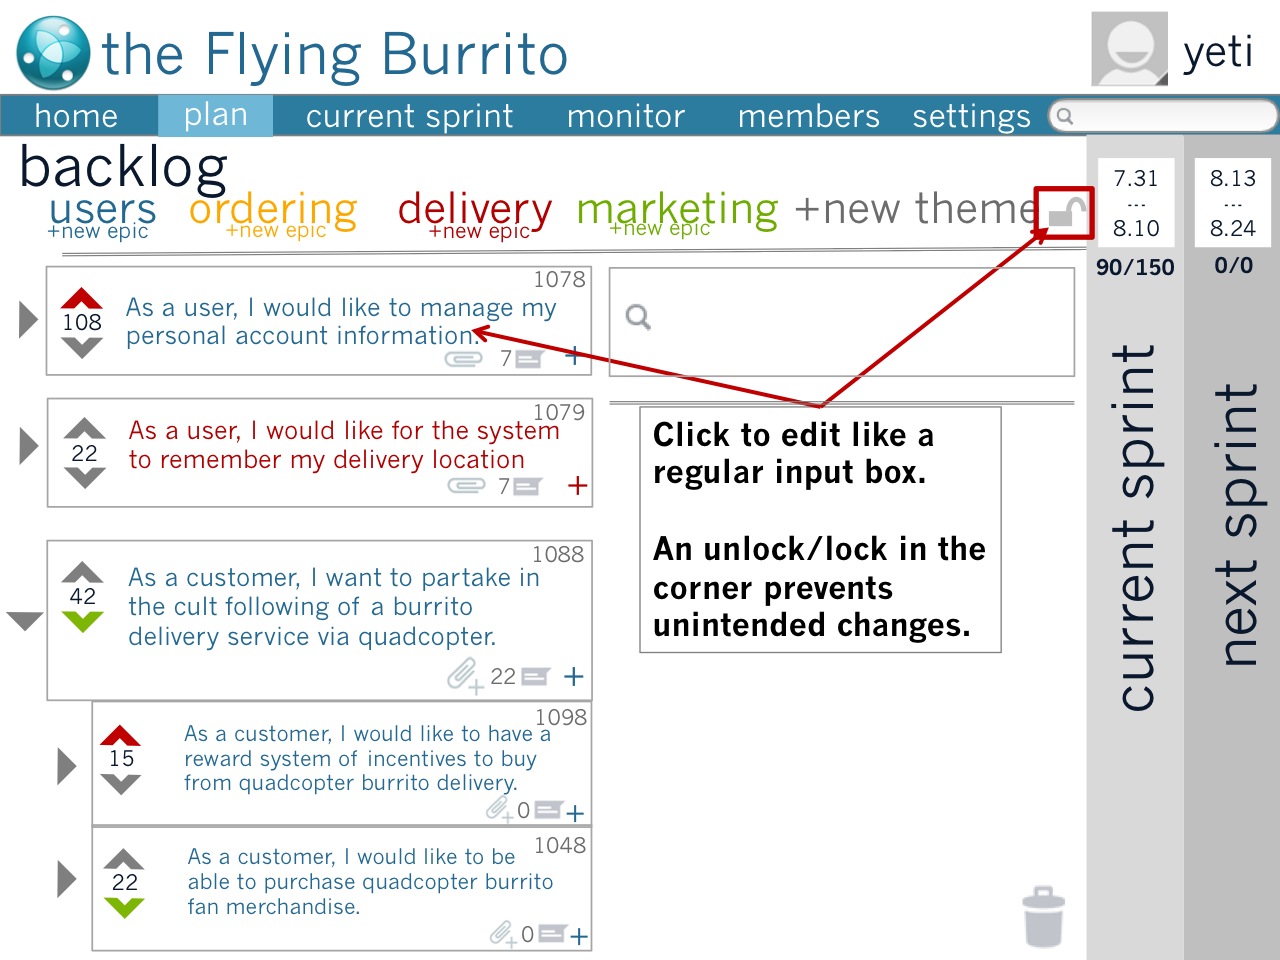 the Flying Burrito
yeti
home plan current sprint monitor members settings
backlog
users ordering delivery marketing +new theme
+new epic +new epic +new epic +new epic
7.31
...
8.10
90/150
current sprint
8.13
...
8.24
0/0
next sprint
1078
108
As a user, I would like to manage my
personal account information.
7 +
1079
22
As a user, I would like for the system
to remember my delivery location
7 +
1088
42
As a customer, I want to partake in
the cult following of a burrito
delivery service via quadcopter.
22 +
1098
15
As a customer, I would like to have a
reward system of incentives to buy
from quadcopter burrito delivery.
0 +
1048
22
As a customer, I would like to be
able to purchase quadcopter burrito
fan merchandise.
0 +
Click to edit like a
regular input box.
An unlock/lock in the
corner prevents
unintended changes.